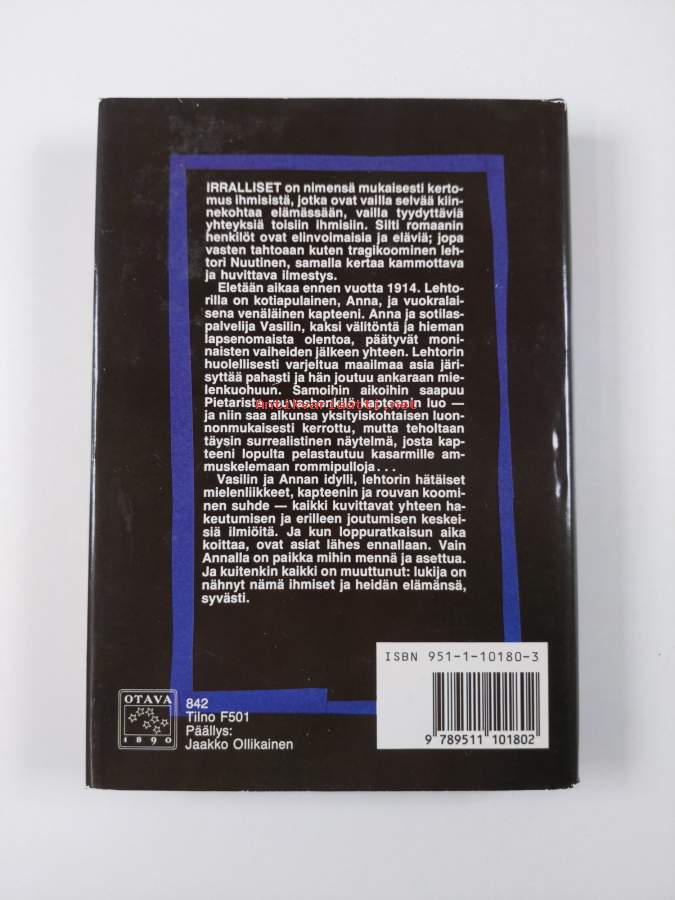 IRRALLISET on nimensä mukaisesti kerto-
mus ihmisistä, jotka ovat vailla selvää kiin-
nekohtaa elämässään, vailla tyydyttäviä
yhteyksiä toisiin ihmisiin. Silti romaanin
henkilöt ovat elinvoimaisia ja eläviä; jopa
vasten tahtoaan kuten tragikoominen leh-
tori Nuutinen, samalla kertaa kammottava
ja huvittava ilmestys.
Eletään aikaa ennen vuotta 1914. Lehto-
rilla on kotiapulainen, Anna, ja vuokralai-
sena venäläinen kapteeni. Anna ja sotilas-
palvelija Vasilin, kaksi välitöntä ja hieman
lapsenomaista olentoa, päätyvät moni-
naisten vaiheiden jälkeen yhteen. Lehtorin
huolellisesti varjeltua maailmaa asia järi-
syttää pahasti ja hän joutuu ankaraan mie-
lenkuohuun. Samoihin aikoihin saapuu
Pietarista rouvashenkilö kapteenin luo —
antikvariaatti.net
ja niin saa alkunsa yksityiskohtaisen luon-
nonmukaisesti kerrottu, mutta teholtaan
täysin surrealistinen näytelmä, josta kap-
teeni lopulta pelastautuu kasarmille am-
muskelemaan rommipulloja...
Vasilin ja Annan idylli, lehtorin hätäiset
mielenliikkeet, kapteenin ja rouvan koomi-
nen suhde — kaikki kuvittavat yhteen ha-
keutumisen ja erilleen joutumisen keskei-
siä ilmiöitä. Ja kun loppuratkaisun aika
koittaa, ovat asiat lähes ennallaan. Vain
Annalla on paikka mihin mennä ja asettua.
Ja kuitenkin kaikki on muuttunut: lukija on
nähnyt nämä ihmiset ja heidän elämänsä,
syvästi.
ISBN 951-1-10180-3
9 789511 101802
OTAVA
1890
842
Tilno F501
Päällys:
Jaakko Ollikainen